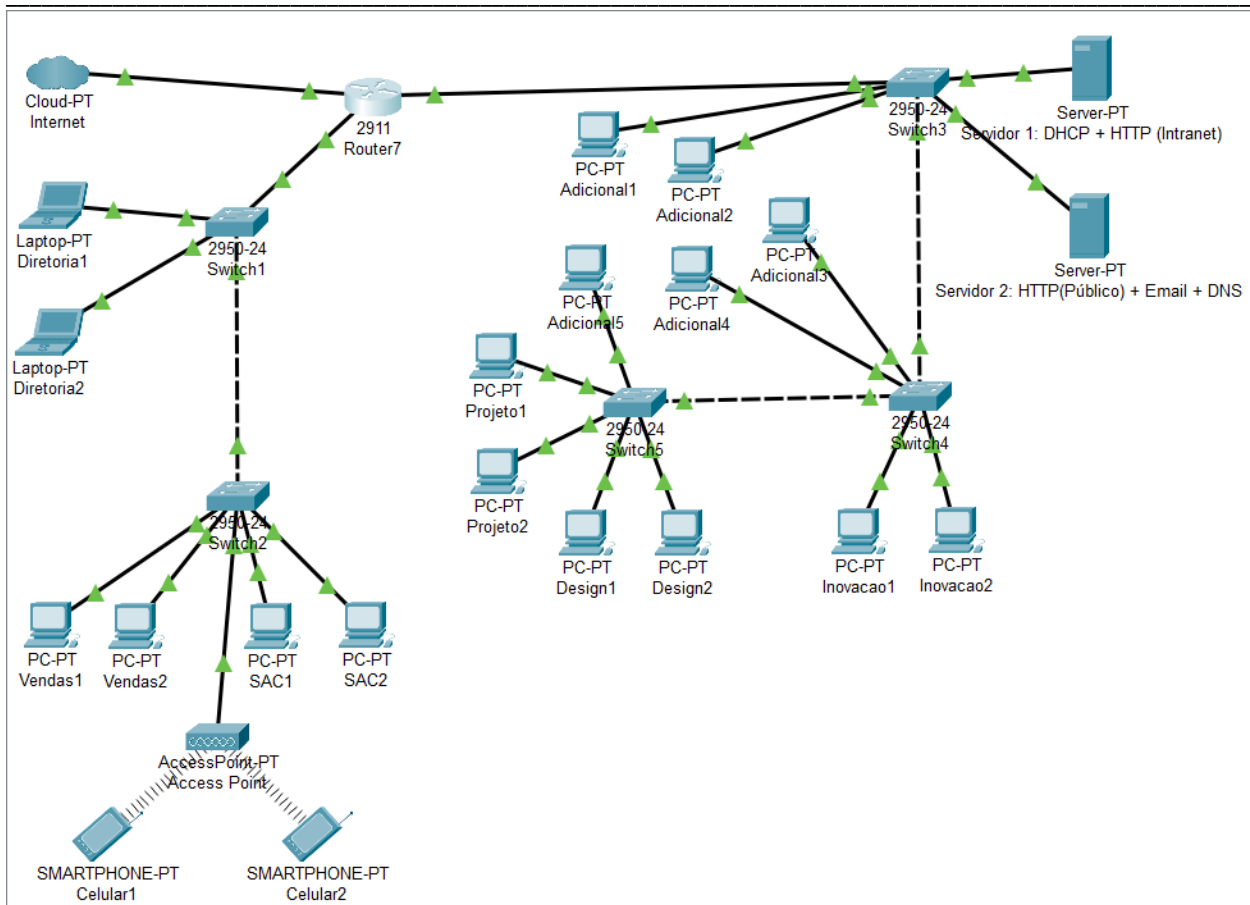 Cloud-PT
Internet
2911
Router7
2950-24
Switch3
Server-PT
Servidor 1: DHCP + HTTP (Intranet)
PC-PT
Adicional1
PC-PT
Adicional2
Laptop-PT
Diretoria1
2950-24
Switch1
PC-PT
Adicional3
Server-PT
Servidor 2: HTTP(Público) + Email + DNS
PC-PT
Adicional5
PC-PT
Adicional4
Laptop-PT
Diretoria2
PC-PT
Projeto1
2950-24
Switch5
2950-24
Switch4
PC-PT
Projeto2
2950-24
Switch2
PC-PT
Design1
PC-PT
Design2
PC-PT
Inovacao1
PC-PT
Inovacao2
PC-PT
Vendas1
PC-PT
Vendas2
PC-PT
SAC1
PC-PT
SAC2
AccessPoint-PT
Access Point
SMARTPHONE-PT
Celular1
SMARTPHONE-PT
Celular2